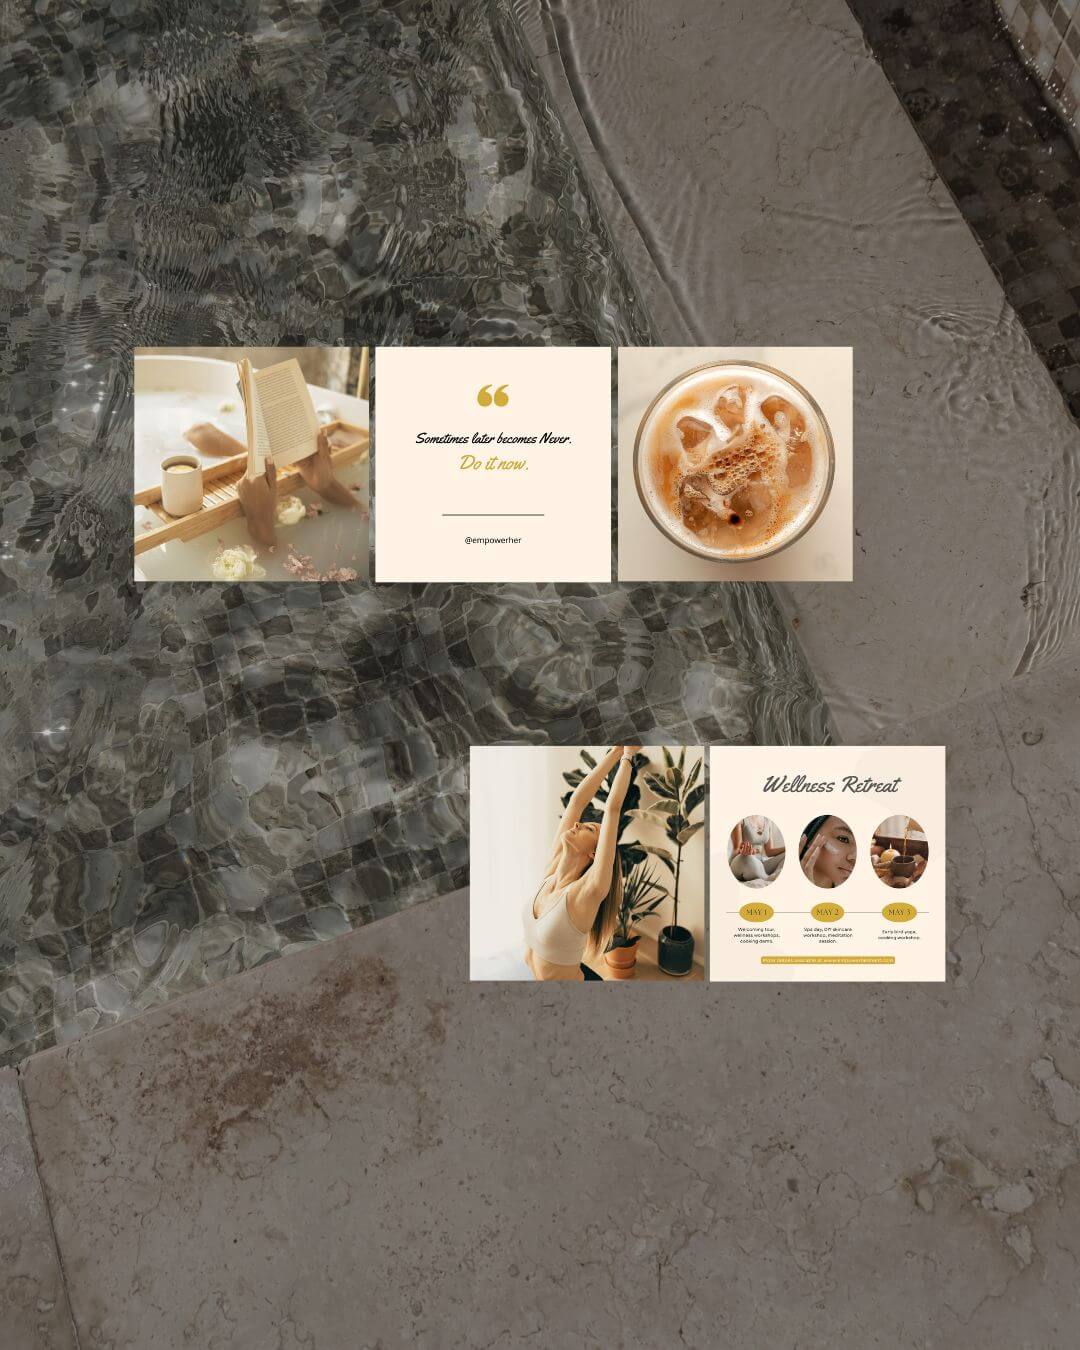 Sometimes later becomes Never.
Do it now.
@empowerher
Wellness Retreat
MAY 1
MAY 2
MAY 3
Welcoming tour,
wellness workshops,
cooking demo.
Spa day, DIY skincare
workshop, meditation
session.
Early bird yoga,
cooking workshop.